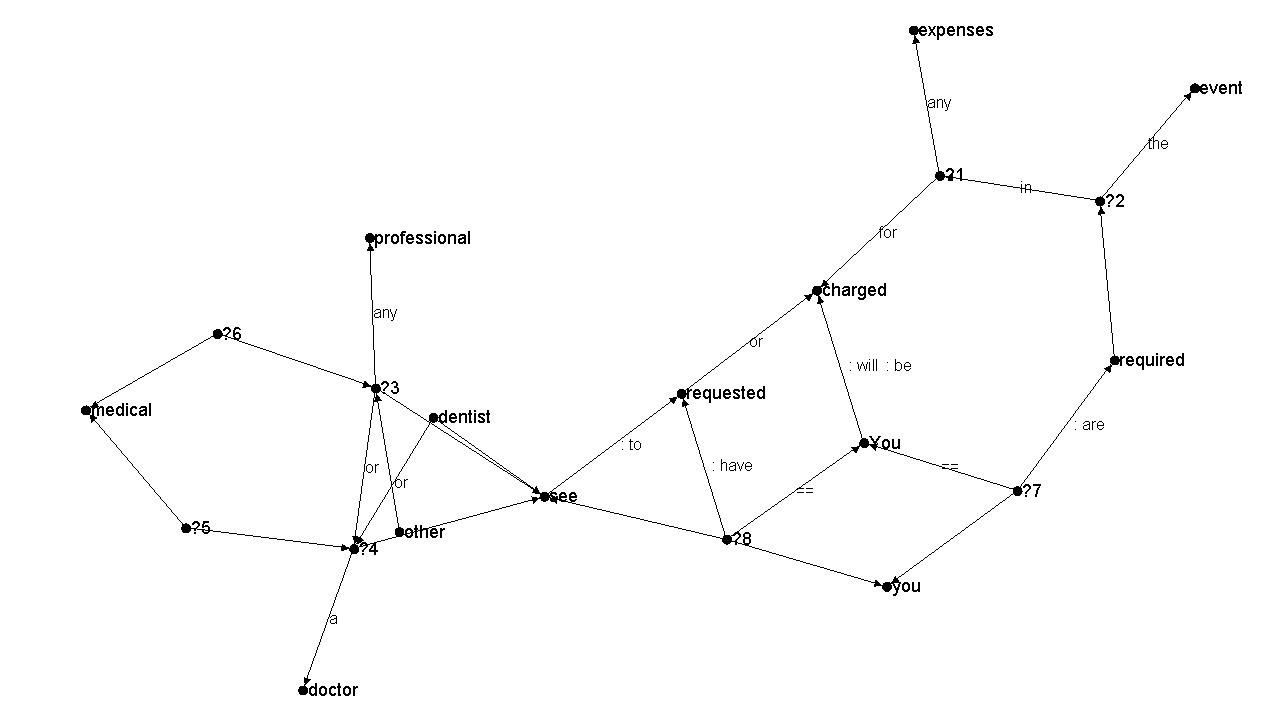 expenses
event
any
the
?1
in
?2
for
professional
charged
any
?6
or
: will : be
required
?3
requested
medical
dentist
: are
You
: to
or
: have
==
or
==
?7
see
?5
other
?8
?4
you
a
doctor